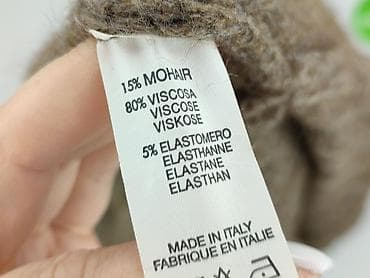 15% MOHAIR
80% VISCOSA
VISCOSE
VISKOSE
5% ELASTOMERO
ELASTHANNE
ELASTANE
ELASTHAN
MADE IN ITALY
FABRIQUE EN ITALIE